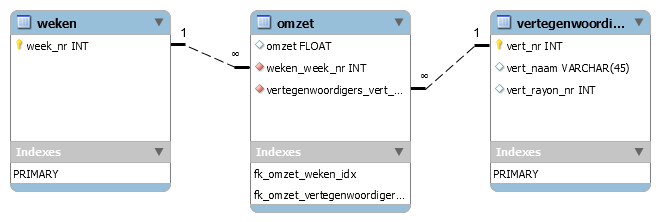 weken
week_nr INT
Indexes
PRIMARY
1
∞
omzet
omzet FLOAT
weken_week_nr INT
vertegenwoordigers_vert_...
Indexes
fk_omzet_weken_idx
fk_omzet_vertegenwoordiger...
∞
1
vertegenwoordi...
vert_nr INT
vert_naam VARCHAR(45)
vert_rayon_nr INT
Indexes
PRIMARY